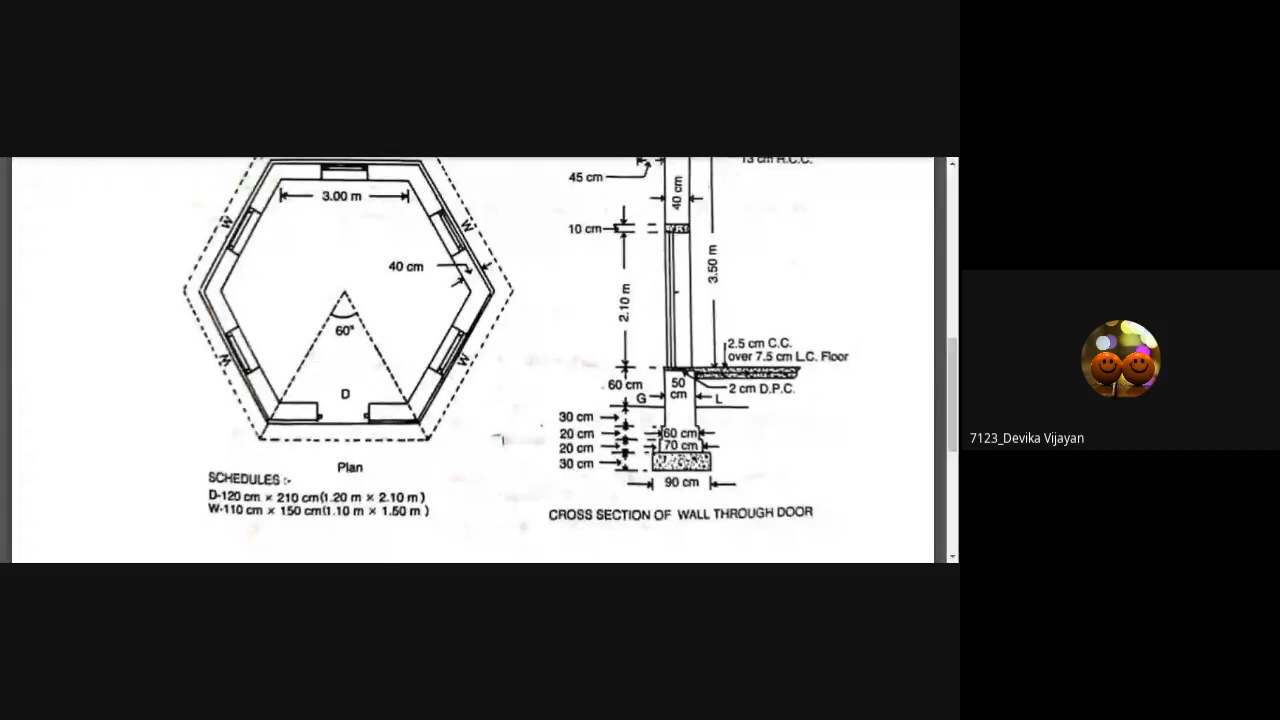 3.00 m
W
W
40 cm
60°
W
W
D
Plan
SCHEDULES :-
D-120 cm × 210 cm(1.20 m × 2.10 m)
W-110 cm × 150 cm(1.10 m × 1.50 m)
13 cm R.C.C.
45 cm
40 cm
10 cm
3.50 m
2.10 m
2.5 cm C.C.
over 7.5 cm L.C. Floor
60 cm
50
cm
2 cm D.P.C.
G
L
30 cm
20 cm
60 cm
20 cm
70 cm
30 cm
90 cm
CROSS SECTION OF WALL THROUGH DOOR
7123_Devika Vijayan